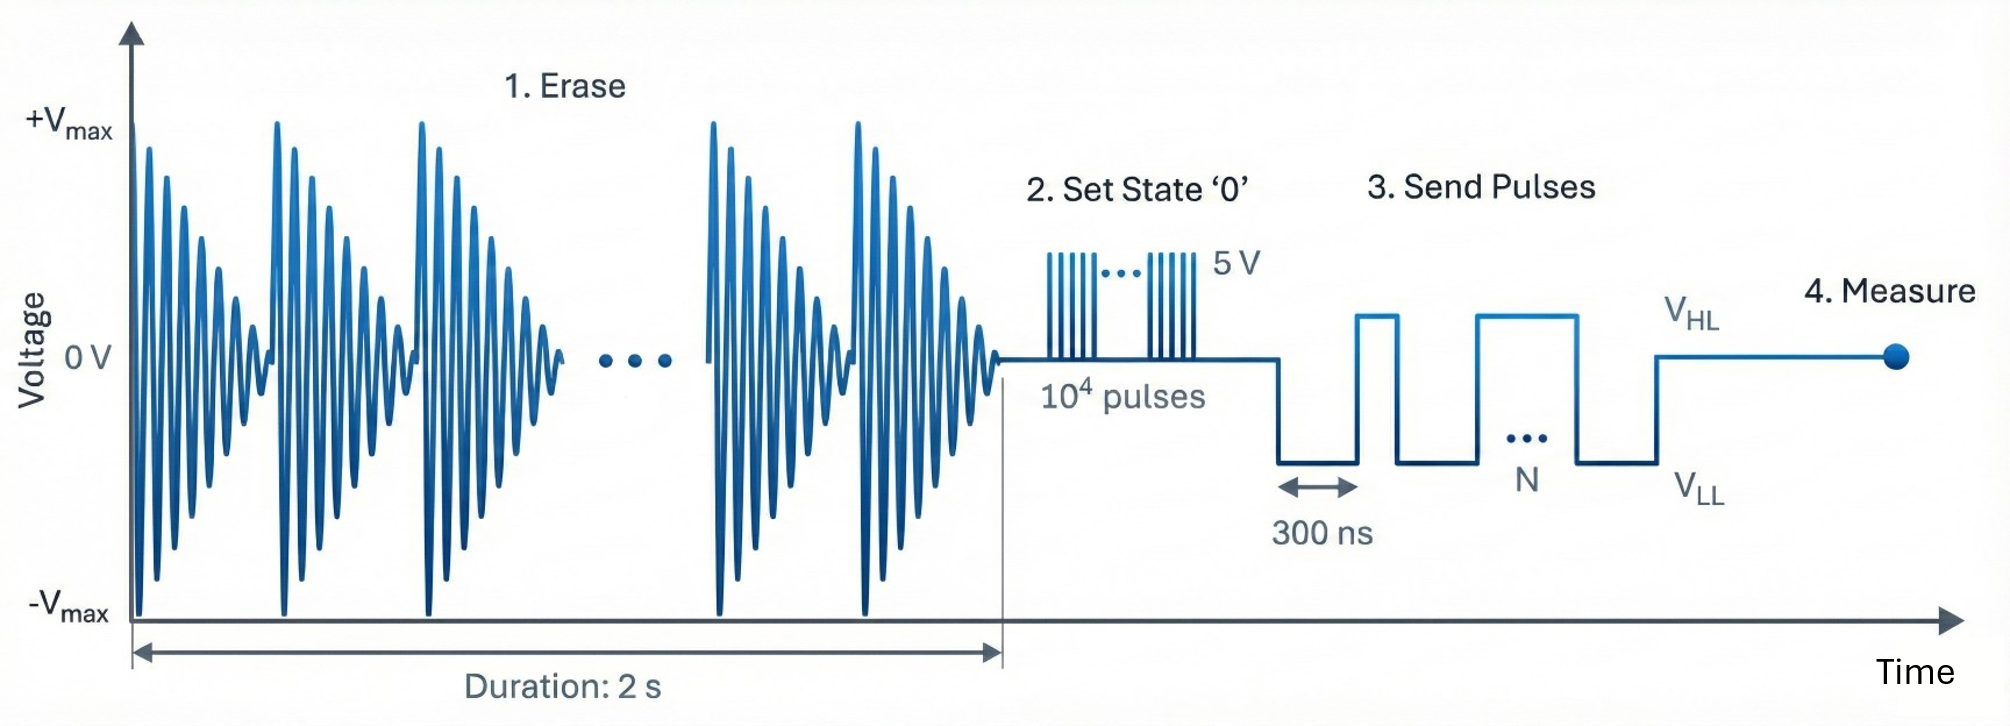 1. Erase
+Vmax
2. Set State ‘0’
3. Send Pulses
5 V
4. Measure
VHL
Voltage
0 V
10⁴ pulses
...
N
VLL
300 ns
-Vmax
Time
Duration: 2 s